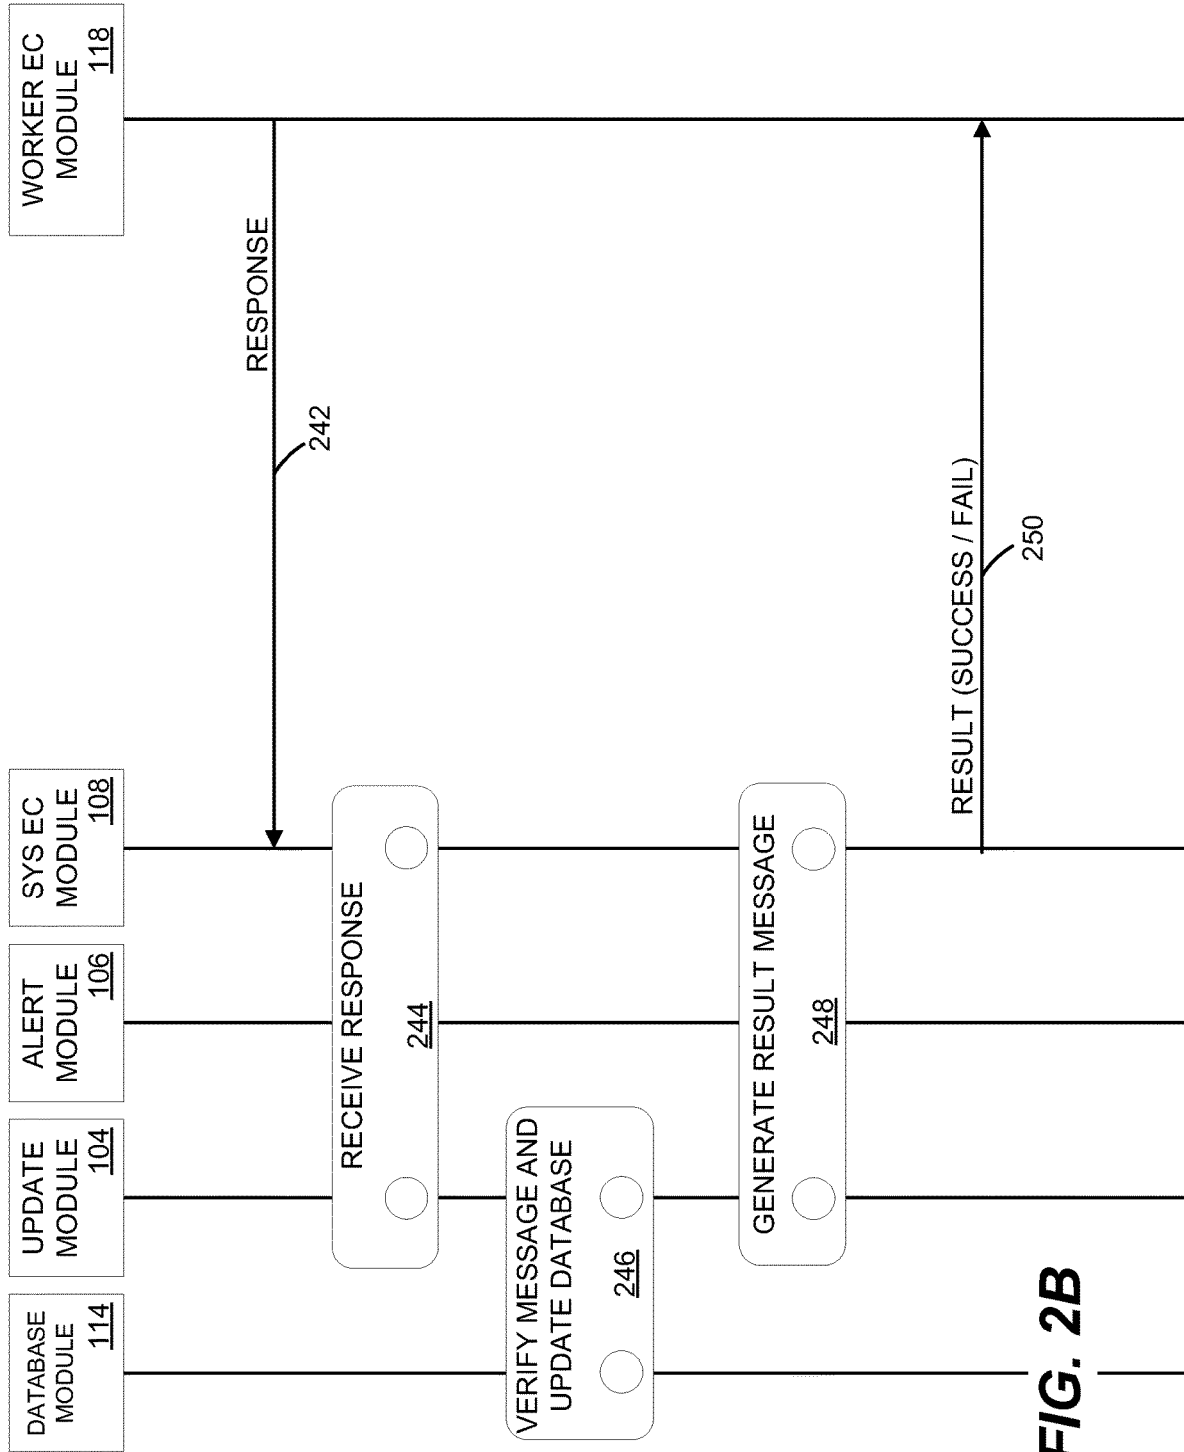 DATABASE
MODULE
114
UPDATE
MODULE
104
ALERT
MODULE
106
SYS EC
MODULE
108
WORKER EC
MODULE
118
RESPONSE
242
RECEIVE RESPONSE
244
VERIFY MESSAGE AND
UPDATE DATABASE
246
GENERATE RESULT MESSAGE
248
RESULT (SUCCESS / FAIL)
250
FIG. 2B